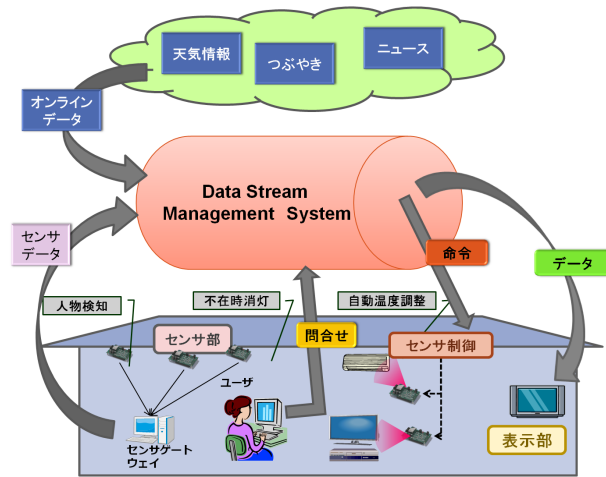 天気情報
つぶやき
ニュース
オンライン
データ
Data Stream
Management System
センサ
データ
命令
データ
人物検知
不在時消灯
自動温度調整
センサ部
問合せ
センサ制御
ユーザ
センサゲート
ウェイ
表示部